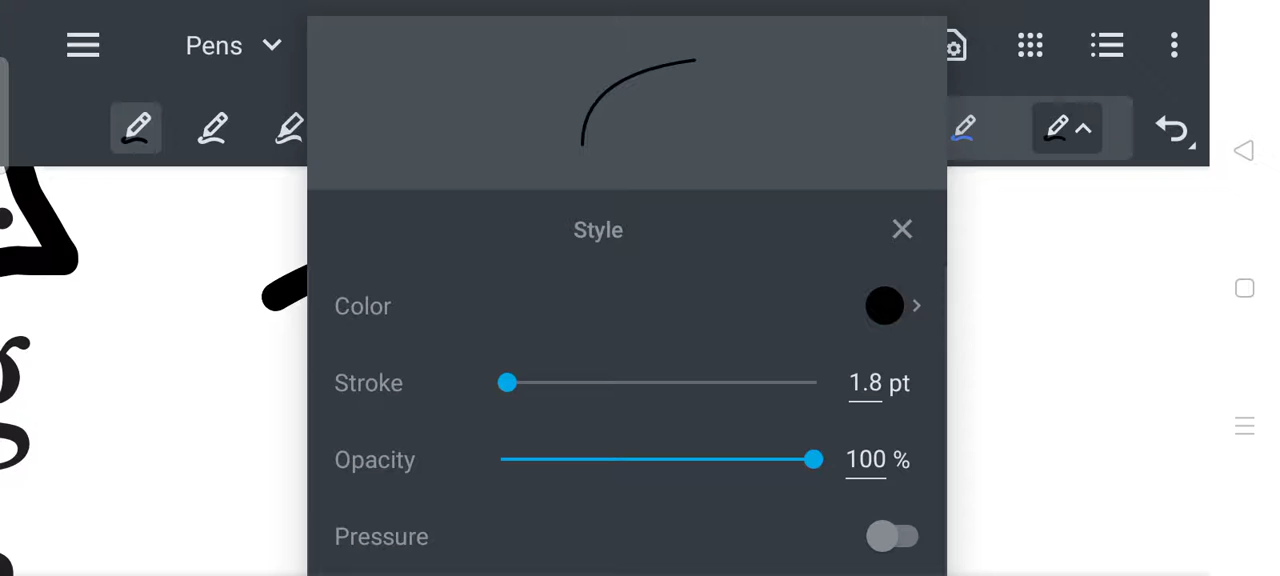 Pens
Style
Color
Stroke 1.8 pt
Opacity 100 %
Pressure